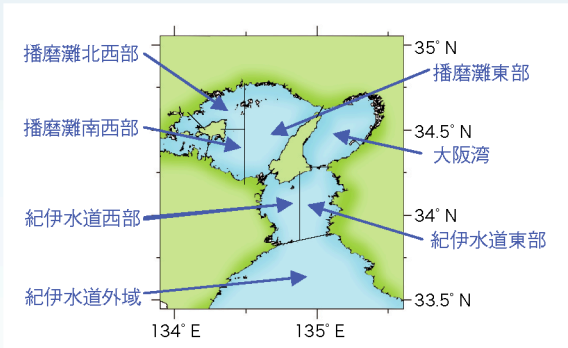 播磨灘北西部
播磨灘南西部
紀伊水道西部
紀伊水道外域
播磨灘東部
大阪湾
紀伊水道東部
35° N
34.5° N
34° N
33.5° N
134° E
135° E